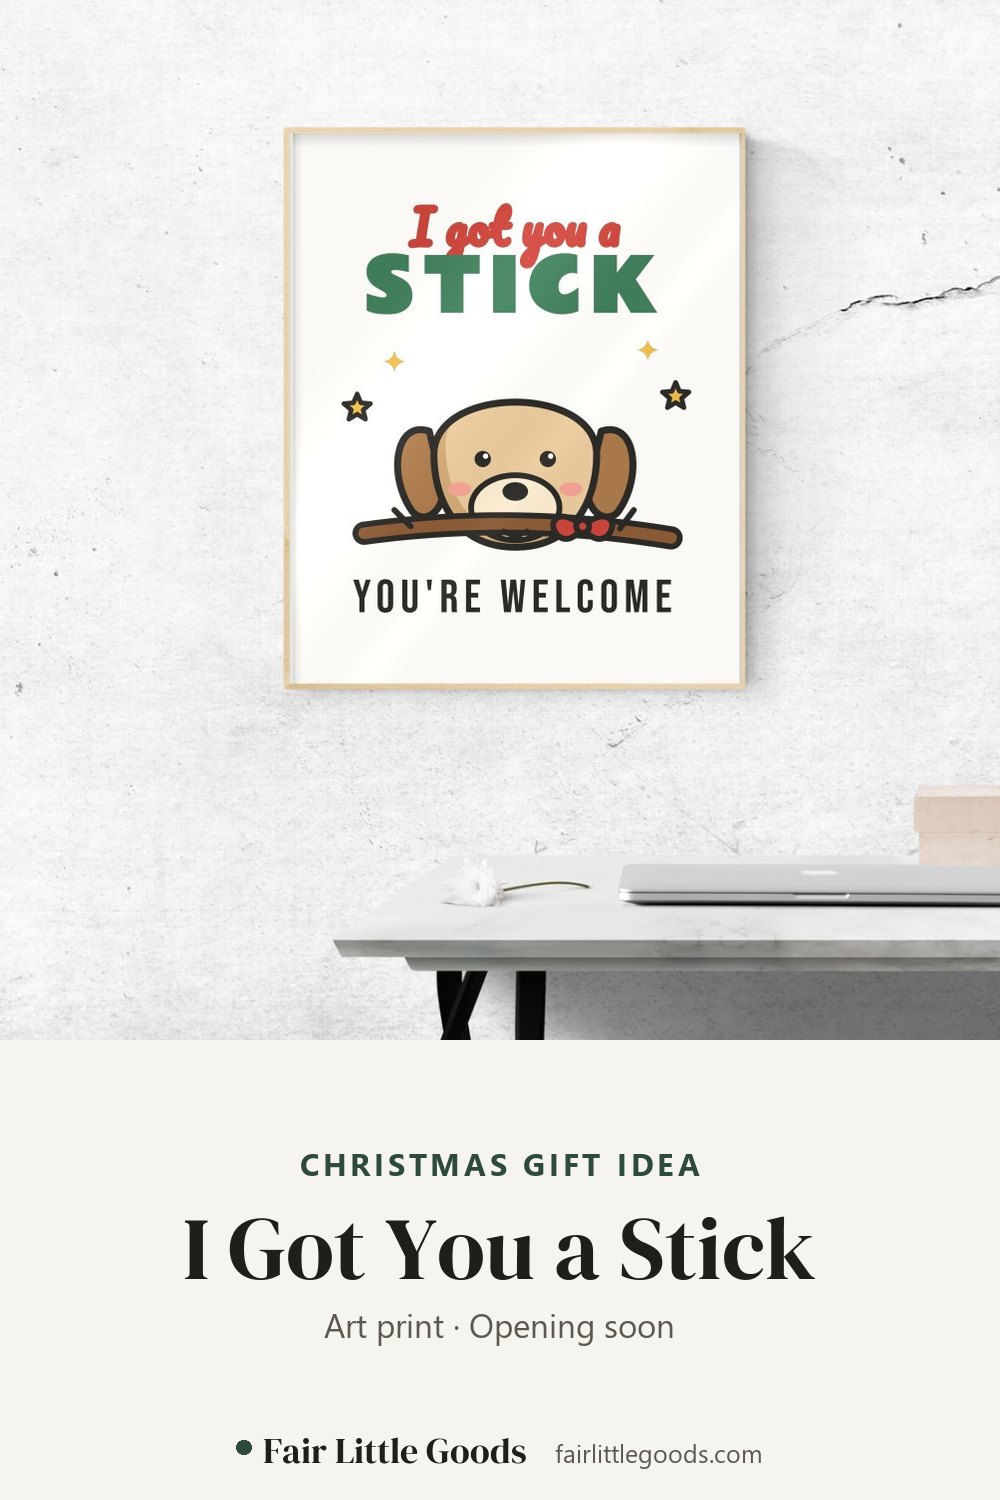 I got you a
STICK
YOU'RE WELCOME
CHRISTMAS GIFT IDEA
I Got You a Stick
Art print · Opening soon
Fair Little Goods fairlittlegoods.com